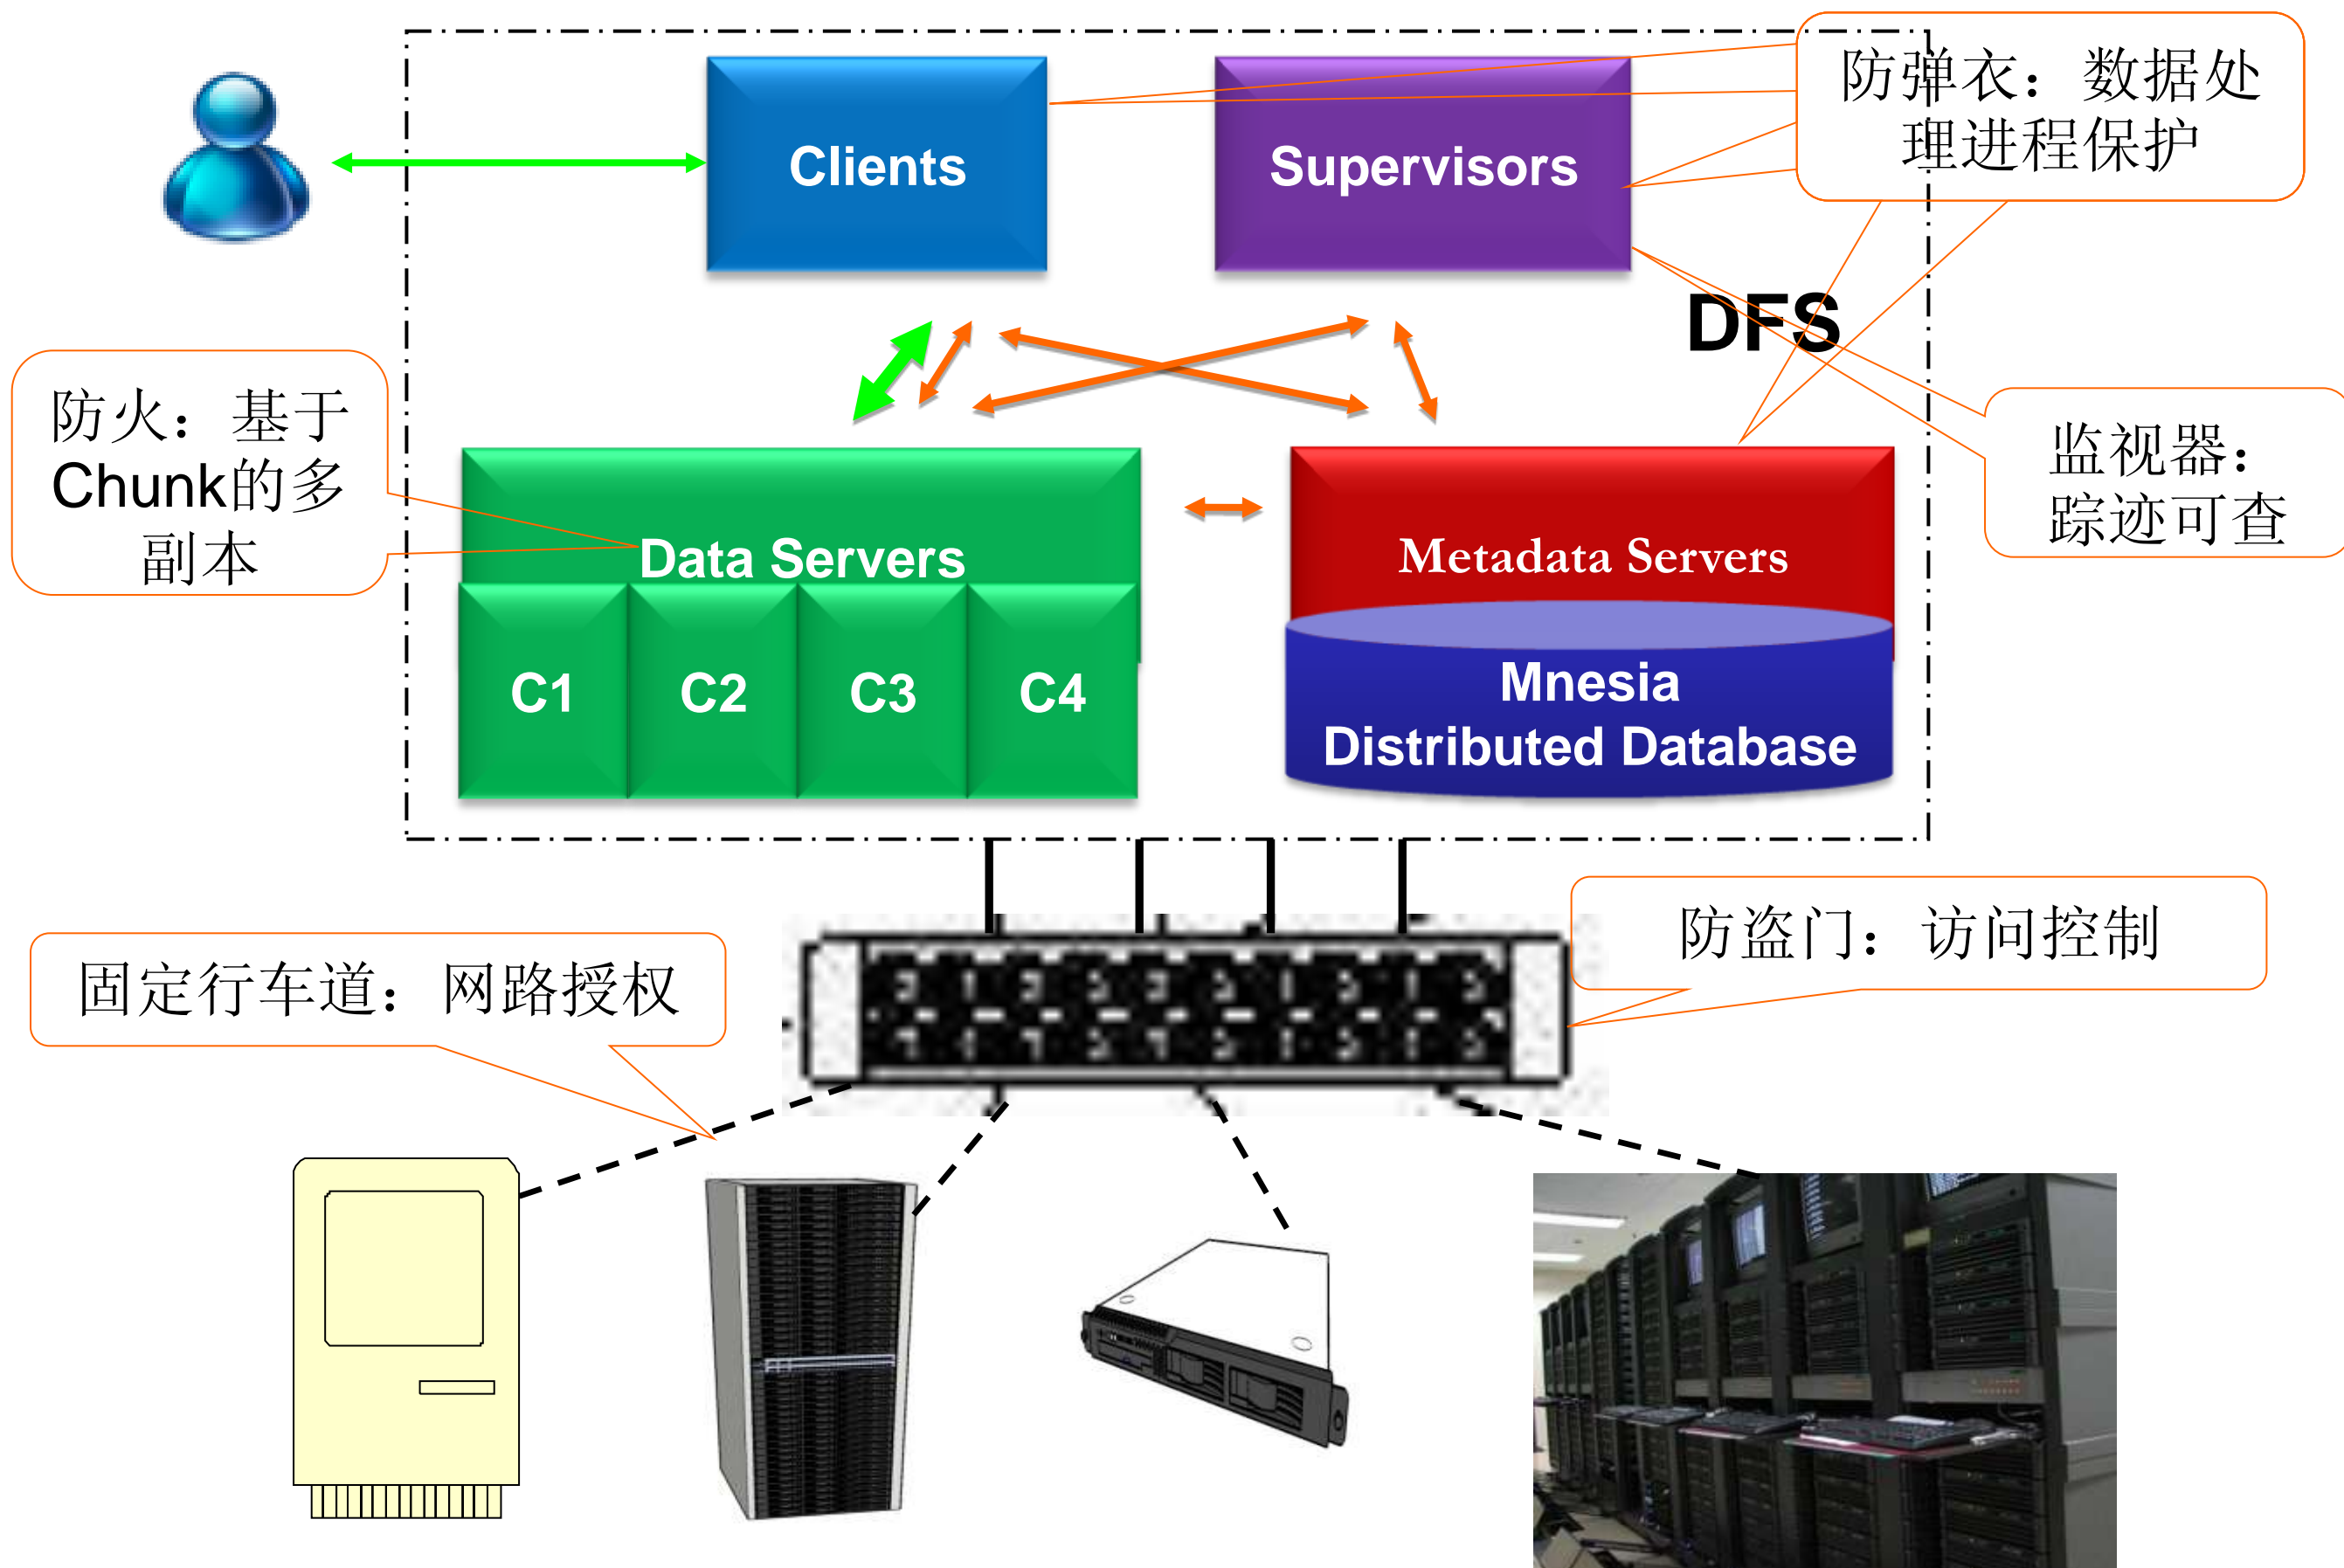 防弹衣：数据处
理进程保护
Clients
Supervisors
DFS
防火：基于
Chunk的多
副本
监视器：
踪迹可查
Data Servers
Metadata Servers
C1
C2
C3
C4
Mnesia
Distributed Database
防盗门：访问控制
固定行车道：网路授权